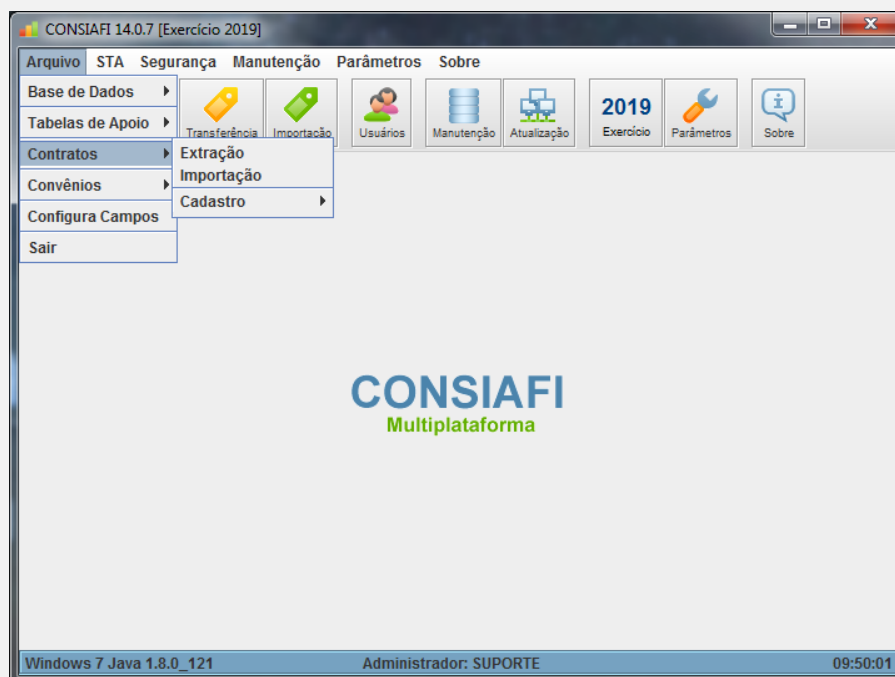 CONSIAFI 14.0.7 [Exercício 2019]
Arquivo STA Segurança Manutenção Parâmetros Sobre
Base de Dados
Tabelas de Apoio
Contratos
Convênios
Configura Campos
Sair
Extração
Importação
Cadastro
Transferência
Importação
Usuários
Manutenção
Atualização
2019
Exercício
Parâmetros
Sobre
CONSIAFI
Multiplataforma
Windows 7 Java 1.8.0_121 Administrador: SUPORTE 09:50:01